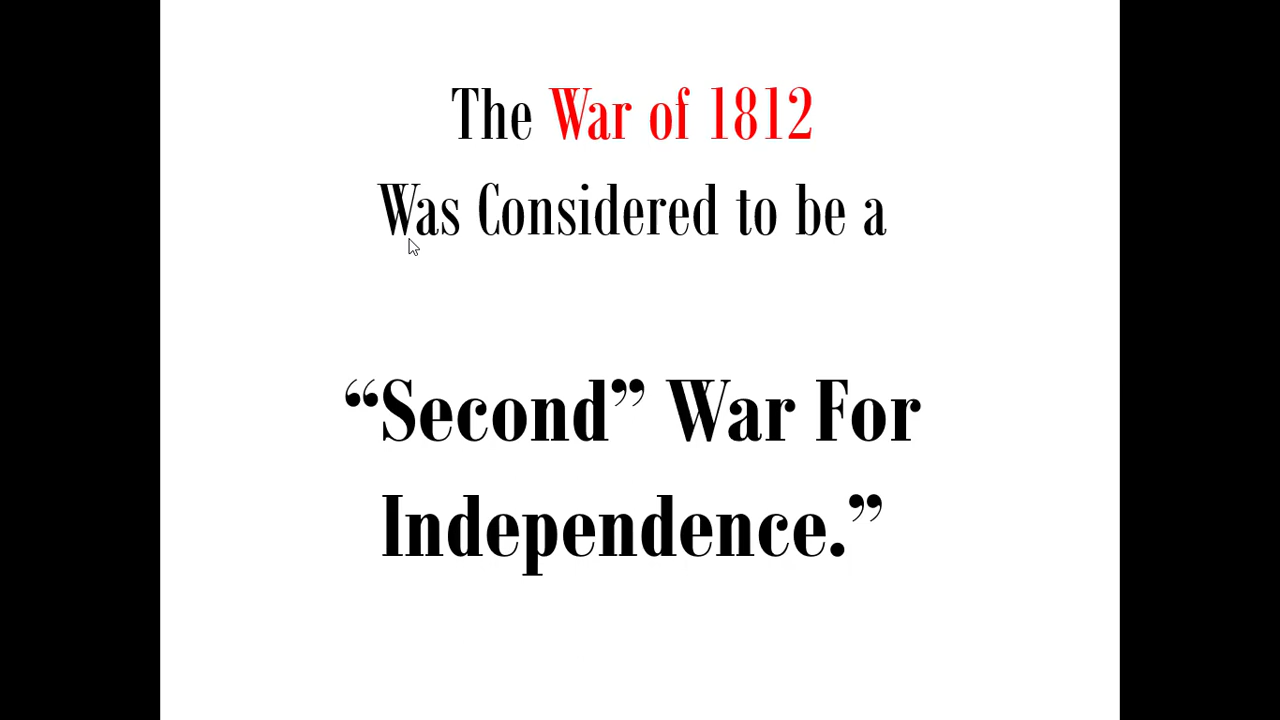 The War of 1812
Was Considered to be a
“Second” War For
Independence.”